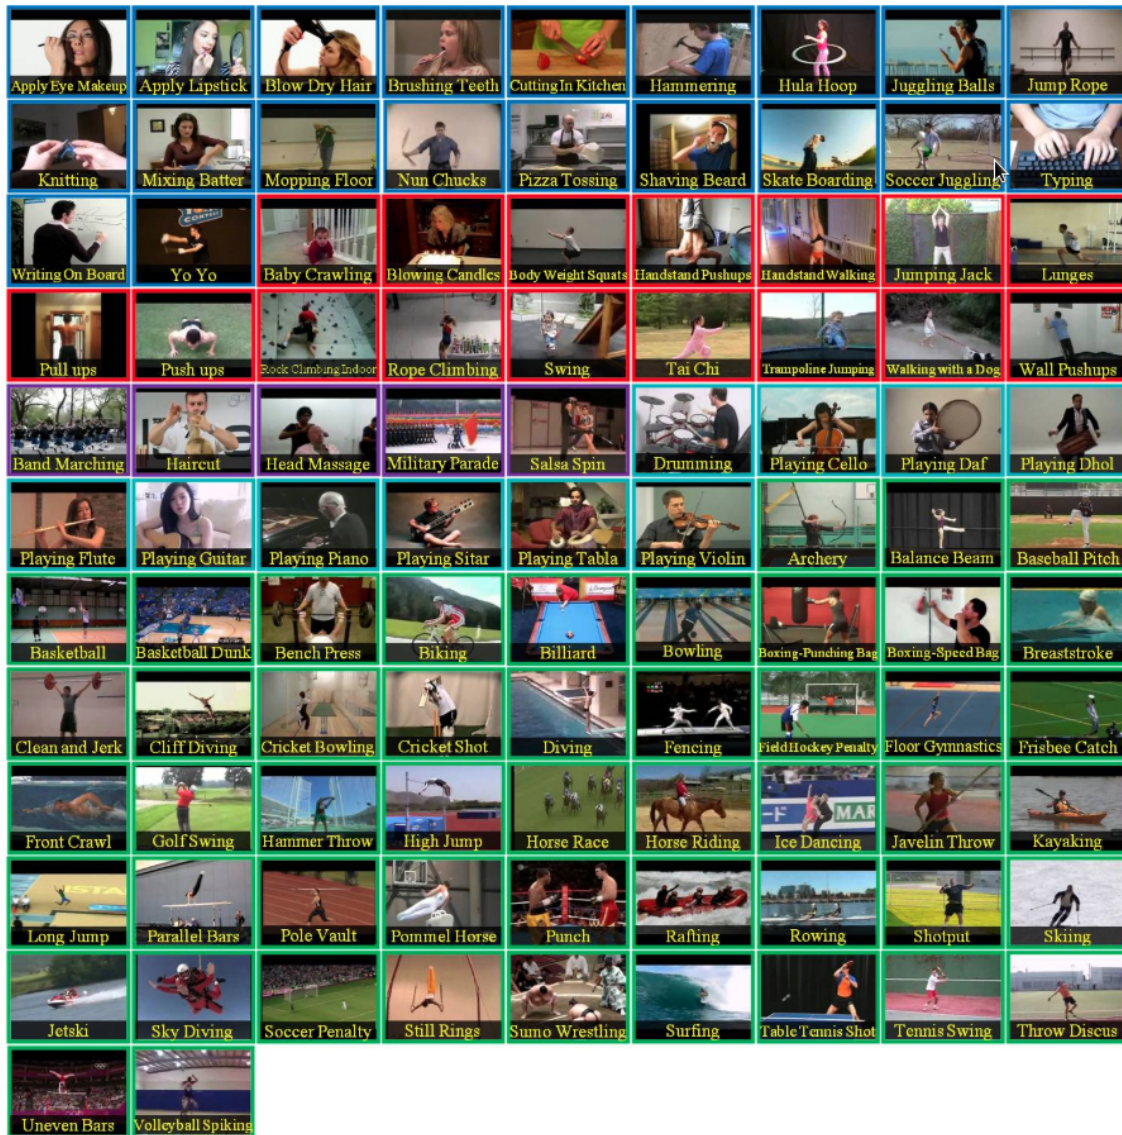 Apply Eye Makeup
Apply Lipstick
Blow Dry Hair
Brushing Teeth
Cutting In Kitchen
Hammering
Hula Hoop
Juggling Balls
Jump Rope
Knitting
Mixing Batter
Mopping Floor
Nun Chucks
Pizza Tossing
Shaving Beard
Skate Boarding
Soccer Juggling
Typing
Writing On Board
Yo Yo
Baby Crawling
Blowing Candles
Body Weight Squats
Handstand Pushups
Handstand Walking
Jumping Jack
Lunges
Pull ups
Push ups
Rock Climbing Indoor
Rope Climbing
Swing
Tai Chi
Trampoline Jumping
Walking with a Dog
Wall Pushups
Band Marching
Haircut
Head Massage
Military Parade
Salsa Spin
Drumming
Playing Cello
Playing Daf
Playing Dhol
Playing Flute
Playing Guitar
Playing Piano
Playing Sitar
Playing Tabla
Playing Violin
Archery
Balance Beam
Baseball Pitch
Basketball
Basketball Dunk
Bench Press
Biking
Billiard
Bowling
Boxing-Punching Bag
Boxing-Speed Bag
Breaststroke
Clean and Jerk
Cliff Diving
Cricket Bowling
Cricket Shot
Diving
Fencing
Field Hockey Penalty
Floor Gymnastics
Frisbee Catch
Front Crawl
Golf Swing
Hammer Throw
High Jump
Horse Race
Horse Riding
Ice Dancing
Javelin Throw
Kayaking
Long Jump
Parallel Bars
Pole Vault
Pommel Horse
Punch
Rafting
Rowing
Shotput
Skiing
Jetski
Sky Diving
Soccer Penalty
Still Rings
Sumo Wrestling
Surfing
Table Tennis Shot
Tennis Swing
Throw Discus
Uneven Bars
Volleyball Spiking